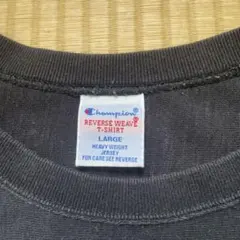 Champion
REVERSE WEAVE
T-SHIRT
LARGE
HEAVY WEIGHT
JERSEY
FOR CARE SEE REVERSE